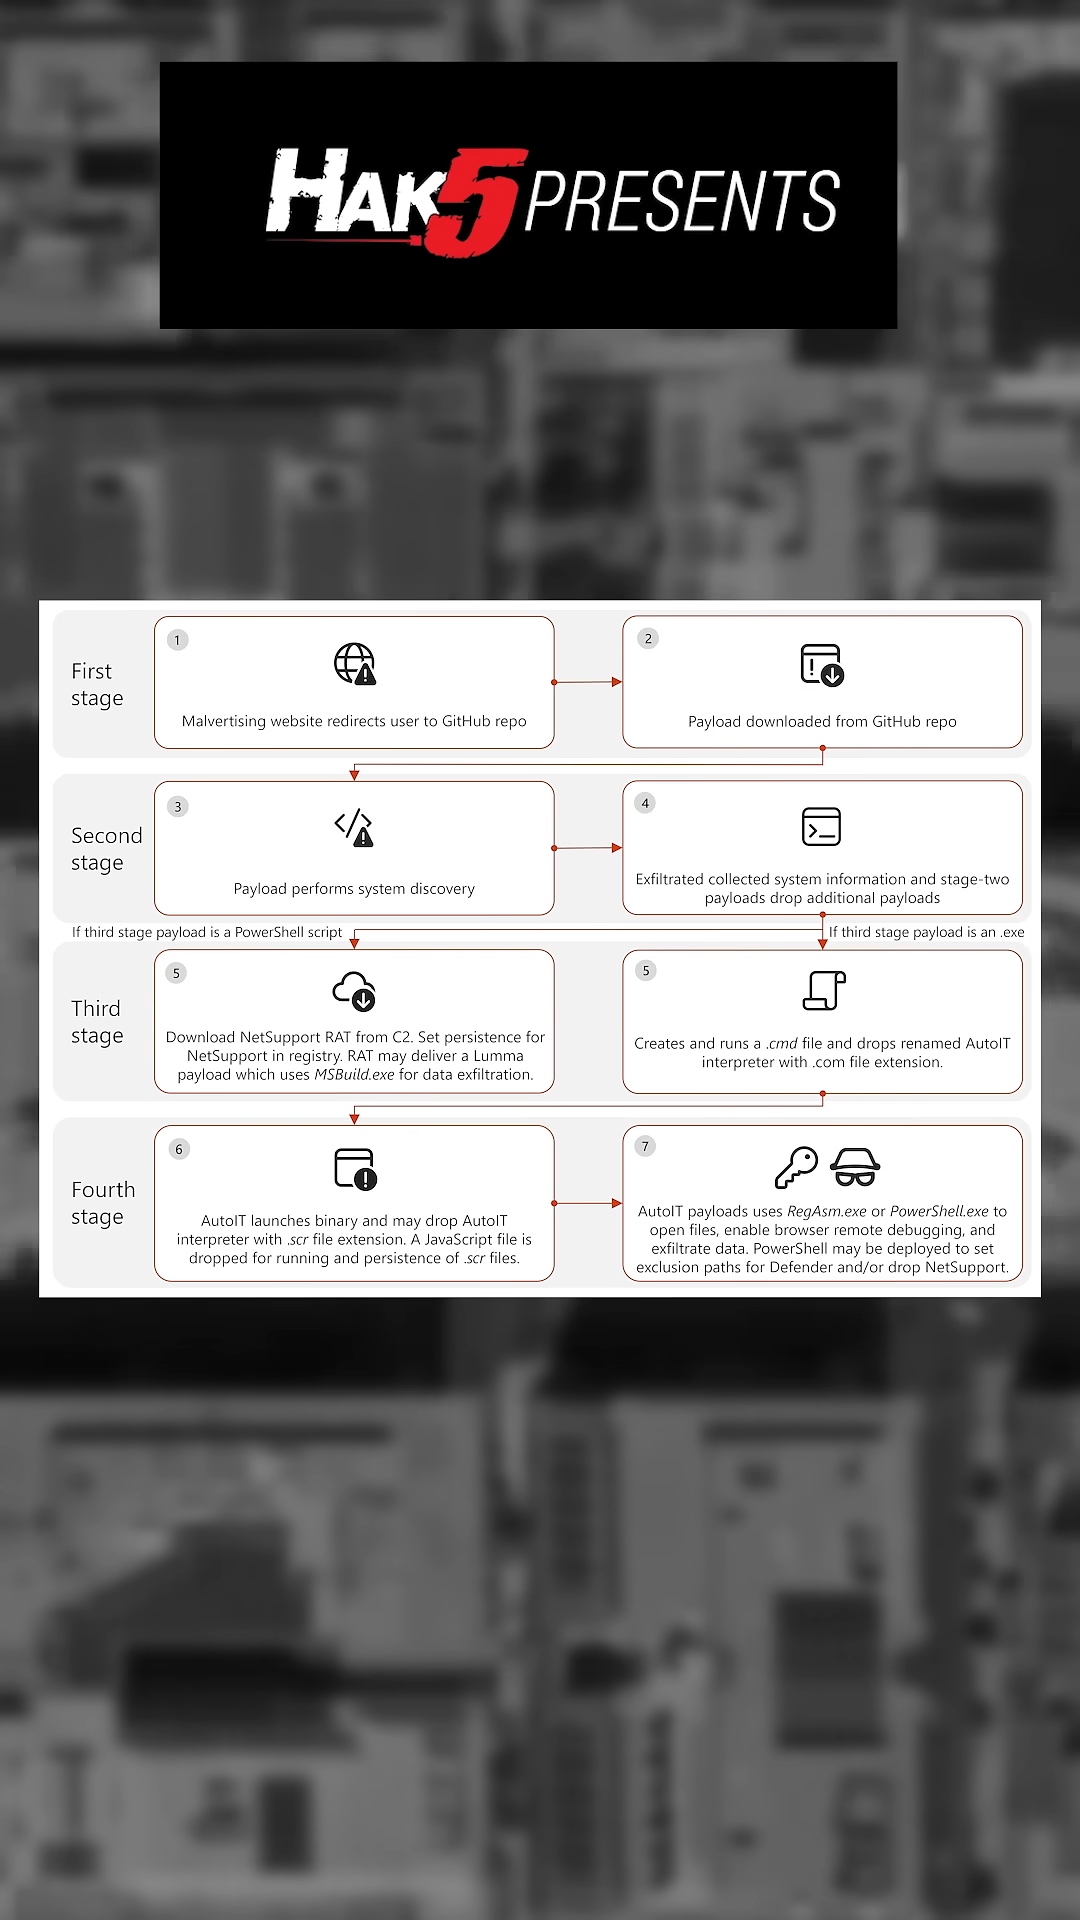 HAK5 PRESENTS
First
stage
1
Malvertising website redirects user to GitHub repo
2
Payload downloaded from GitHub repo
Second
stage
3
Payload performs system discovery
4
Exfiltrated collected system information and stage-two
payloads drop additional payloads
If third stage payload is a PowerShell script
If third stage payload is an .exe
Third
stage
5
Download NetSupport RAT from C2. Set persistence for
NetSupport in registry. RAT may deliver a Lumma
payload which uses MSBuild.exe for data exfiltration.
5
Creates and runs a .cmd file and drops renamed AutoIT
interpreter with .com file extension.
Fourth
stage
6
AutoIT launches binary and may drop AutoIT
interpreter with .scr file extension. A JavaScript file is
dropped for running and persistence of .scr files.
7
AutoIT payloads uses RegAsm.exe or PowerShell.exe to
open files, enable browser remote debugging, and
exfiltrate data. PowerShell may be deployed to set
exclusion paths for Defender and/or drop NetSupport.